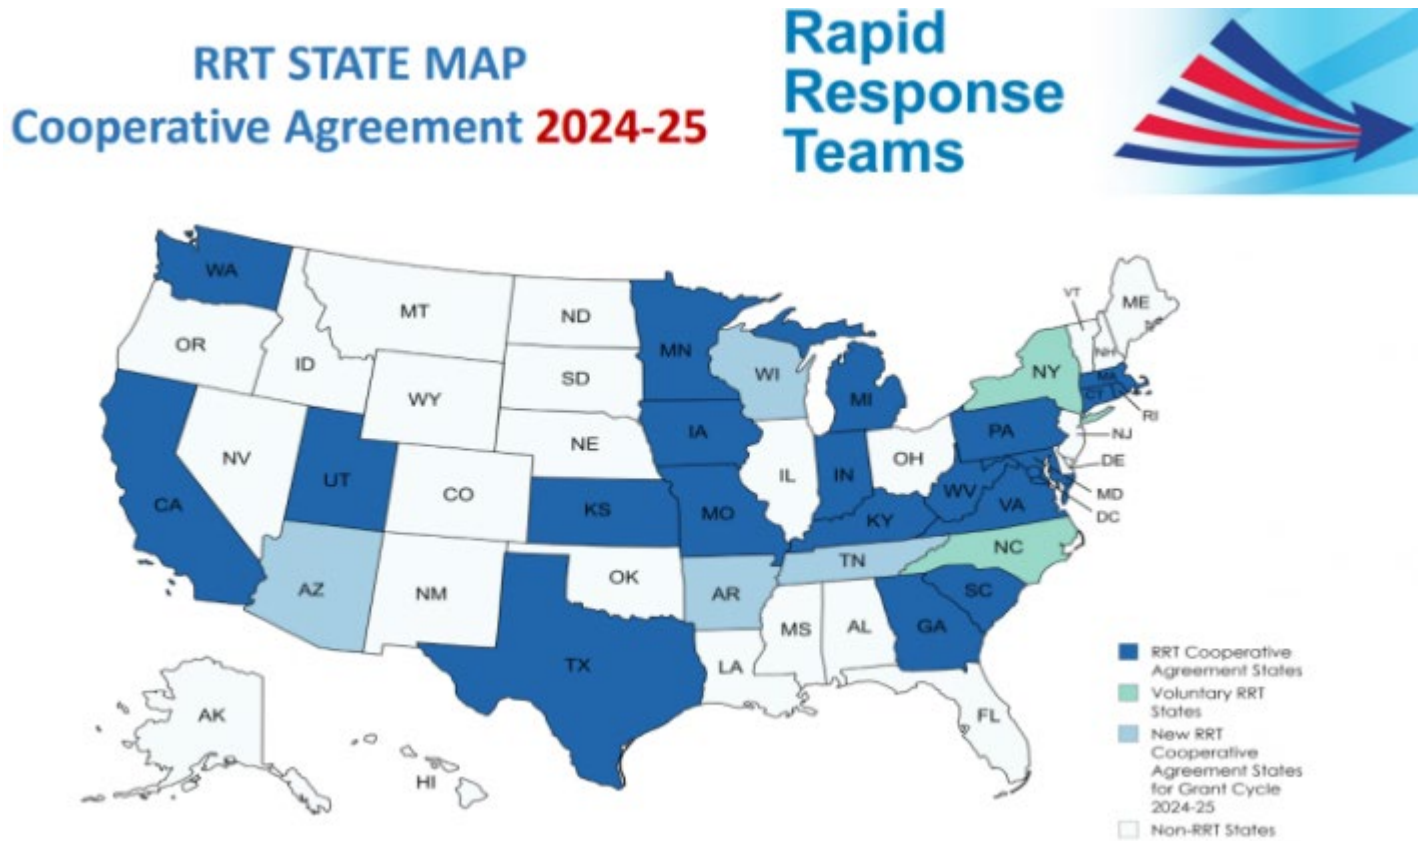 RRT STATE MAP
Cooperative Agreement 2024-25
Rapid
Response
Teams
WA
MT
ND
MN
OR
ID
SD
WI
WY
MI
NY
VT
ME
NH
MA
CT
RI
NV
UT
CO
NE
IA
IL
IN
OH
PA
NJ
DE
MD
DC
CA
KS
MO
KY
WV
VA
AZ
NM
OK
AR
TN
NC
SC
TX
LA
MS
AL
GA
FL
AK
HI
RRT Cooperative
Agreement States
Voluntary RRT
States
New RRT
Cooperative
Agreement States
for Grant Cycle
2024-25
Non-RRT States